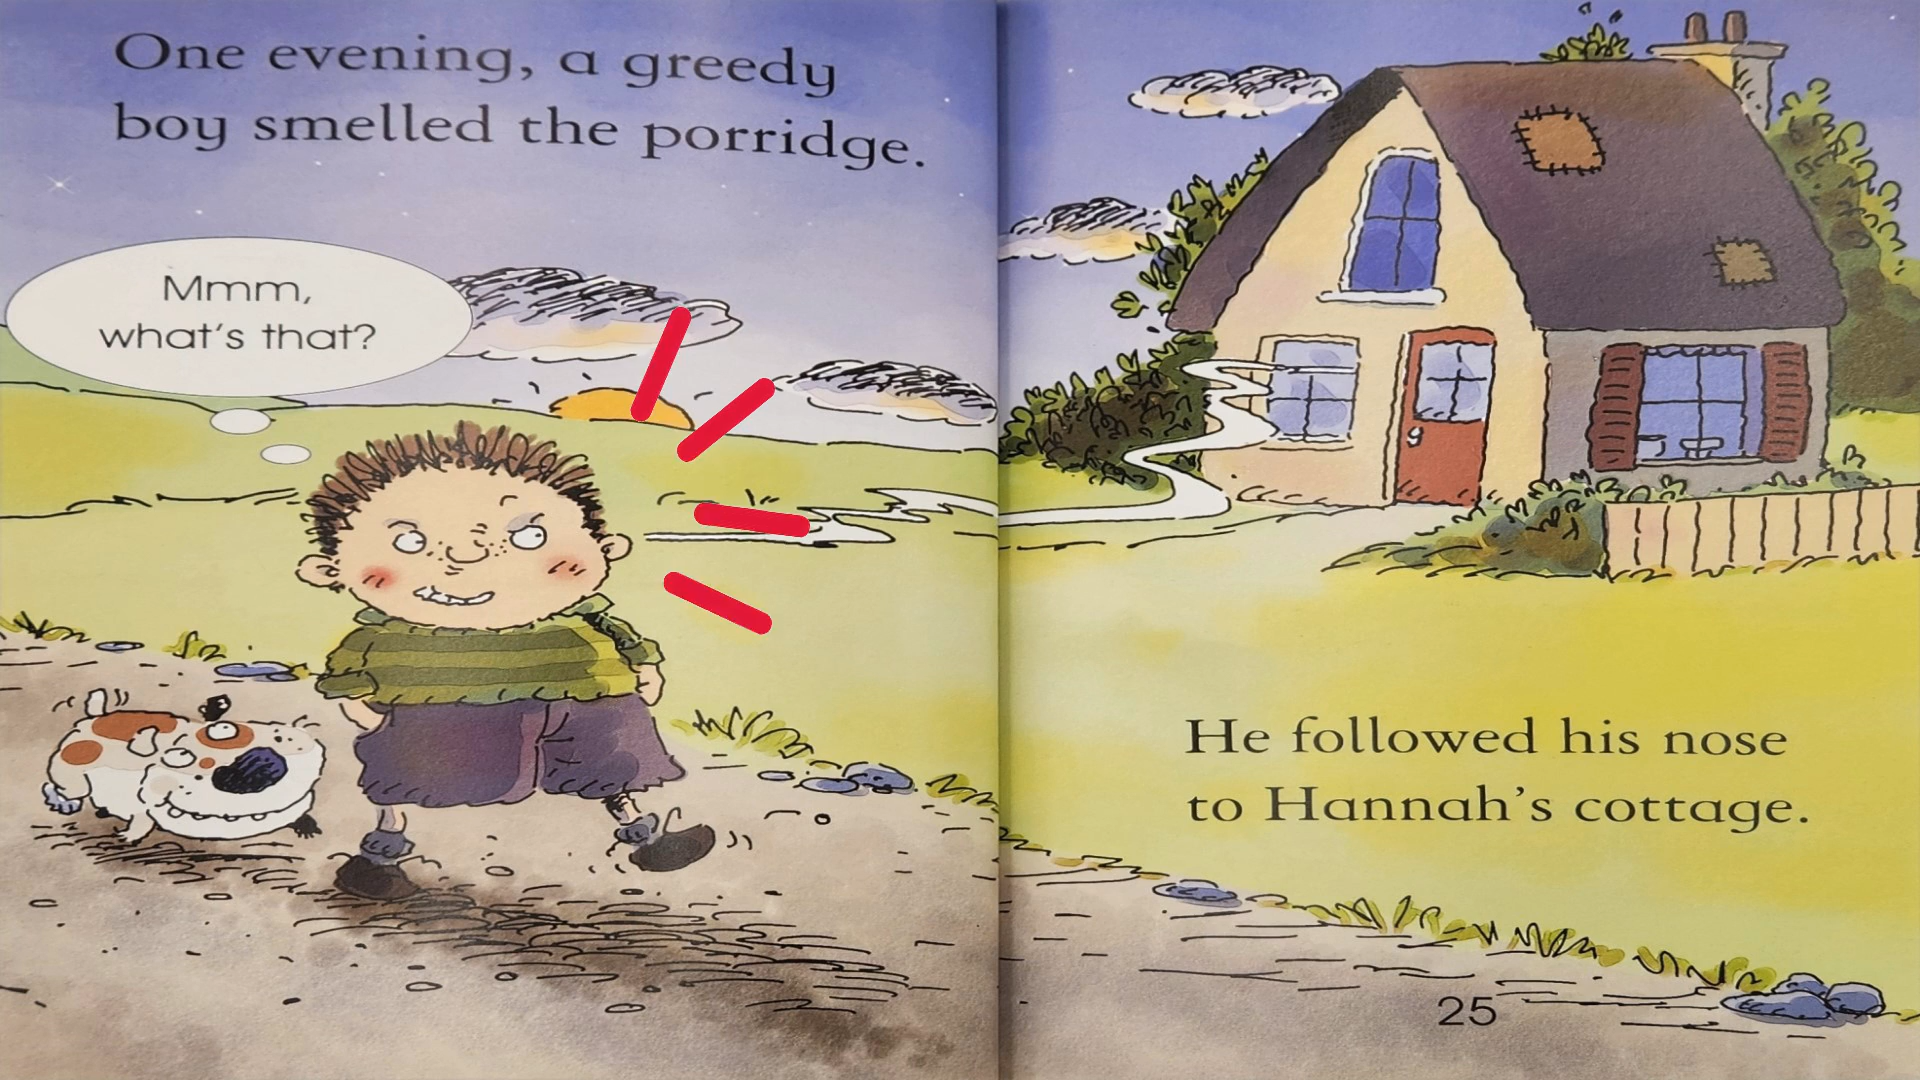 One evening, a greedy
boy smelled the porridge.
Mmm,
what's that?
He followed his nose
to Hannah's cottage.
25